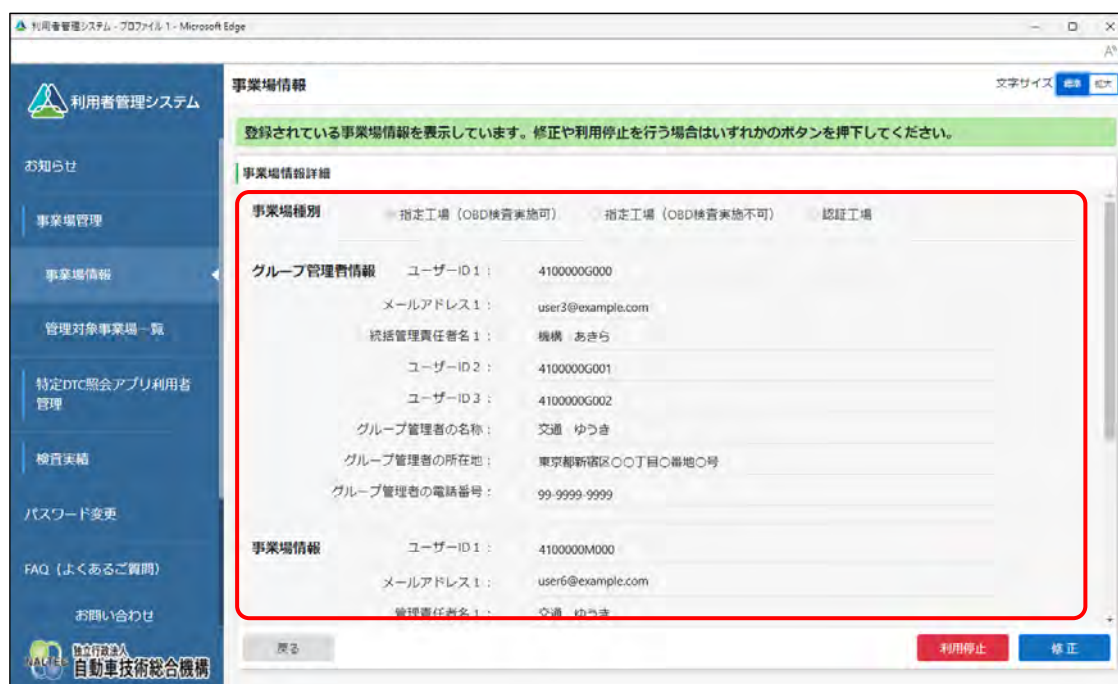 利用者管理システム - プロファイル 1 - Microsoft Edge
利用者管理システム
お知らせ
事業場管理
事業場情報
管理対象事業場一覧
特定DTC照会アプリ利用者
管理
検査実績
パスワード変更
FAQ（よくあるご質問）
お問い合わせ
NALTEC
独立行政法人
自動車技術総合機構
事業場情報
文字サイズ 標準 拡大
登録されている事業場情報を表示しています。修正や利用停止を行う場合はいずれかのボタンを押下してください。
事業場情報詳細
事業場種別 指定工場（OBD検査実施可） 指定工場（OBD検査実施不可） 認証工場
グループ管理者情報 ユーザーID1： 4100000G000
メールアドレス1： user3@example.com
統括管理責任者名1： 機構 あきら
ユーザーID2： 4100000G001
ユーザーID3： 4100000G002
グループ管理者の名称： 交通 ゆうき
グループ管理者の所在地： 東京都新宿区○○丁目○番地○号
グループ管理者の電話番号： 99-9999-9999
事業場情報 ユーザーID1： 4100000M000
メールアドレス1： user6@example.com
管理責任者名1： 交通 ゆうき
戻る 利用停止 修正